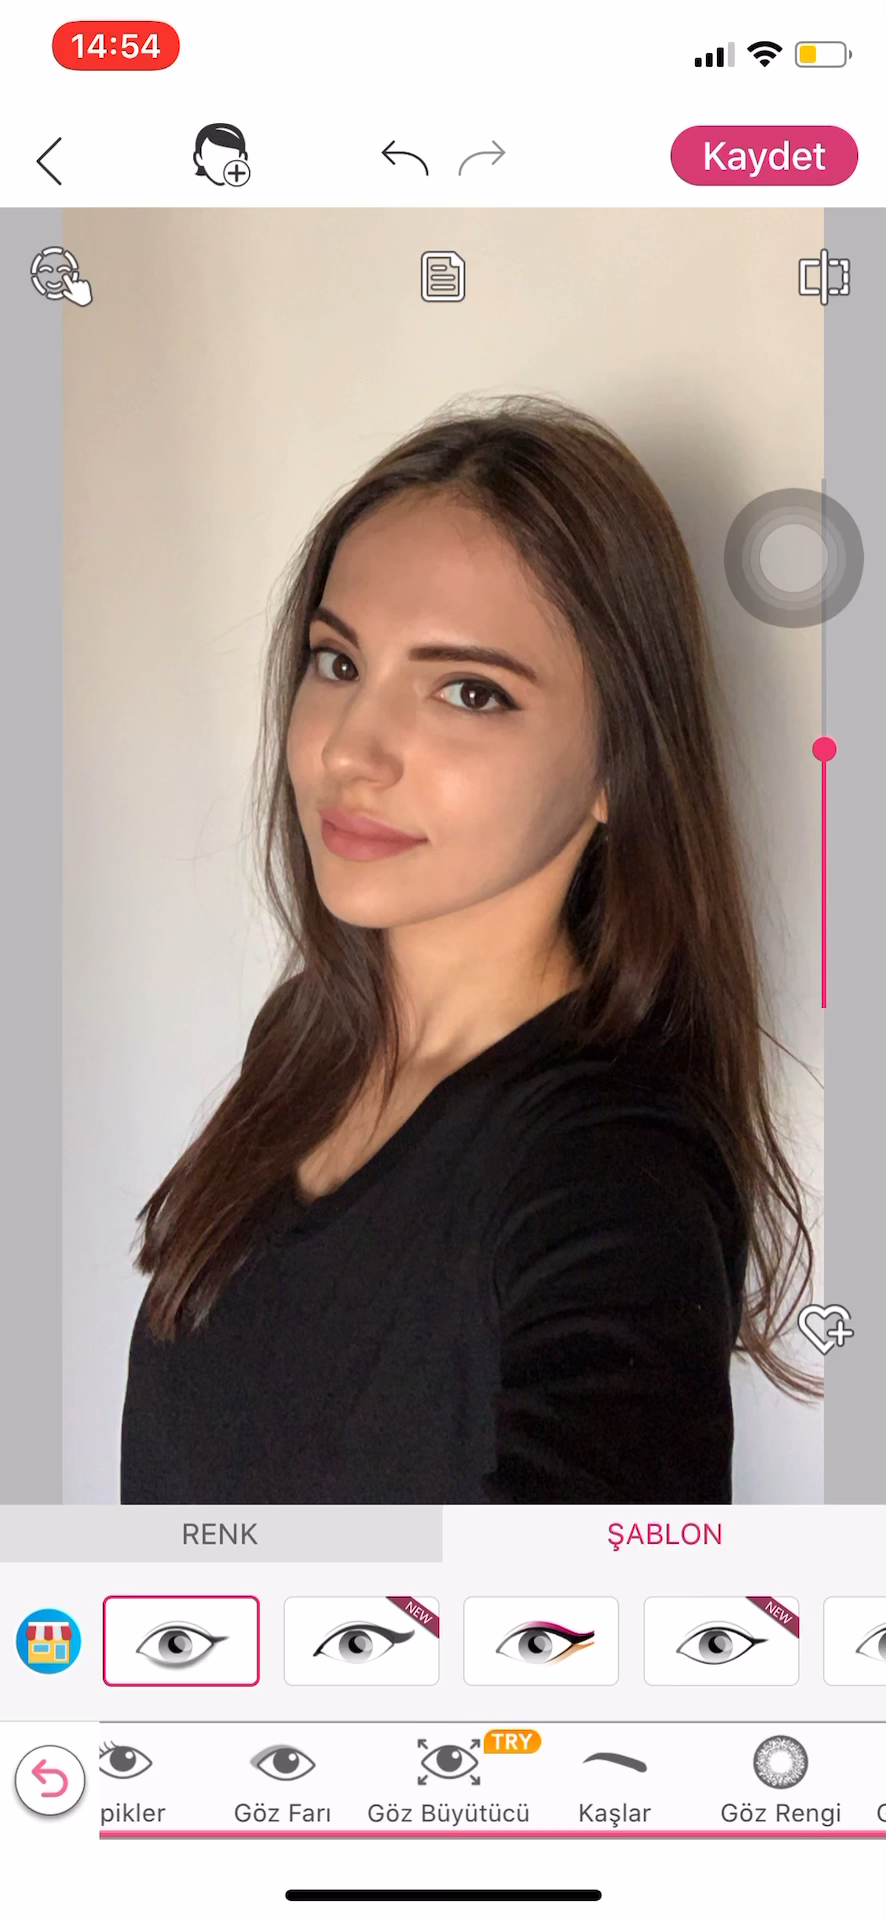 14:54
Kaydet
RENK
ŞABLON
NEW
NEW
TRY
pikler
Göz Farı
Göz Büyütücü
Kaşlar
Göz Rengi